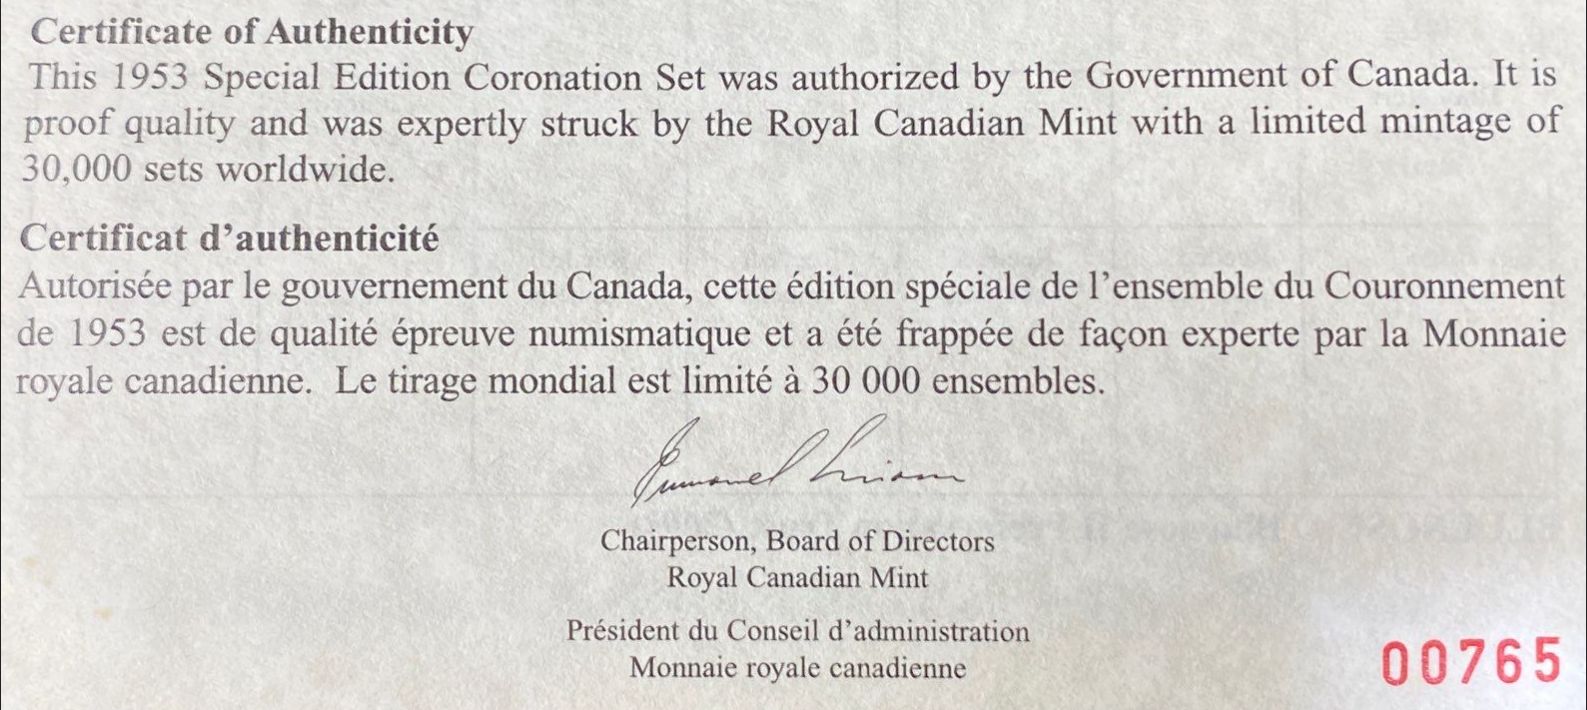 Certificate of Authenticity
This 1953 Special Edition Coronation Set was authorized by the Government of Canada. It is
proof quality and was expertly struck by the Royal Canadian Mint with a limited mintage of
30,000 sets worldwide.
Certificat d’authenticité
Autorisée par le gouvernement du Canada, cette édition spéciale de l’ensemble du Couronnement
de 1953 est de qualité épreuve numismatique et a été frappée de façon experte par la Monnaie
royale canadienne. Le tirage mondial est limité à 30 000 ensembles.
Chairperson, Board of Directors
Royal Canadian Mint
Président du Conseil d’administration
Monnaie royale canadienne
00765